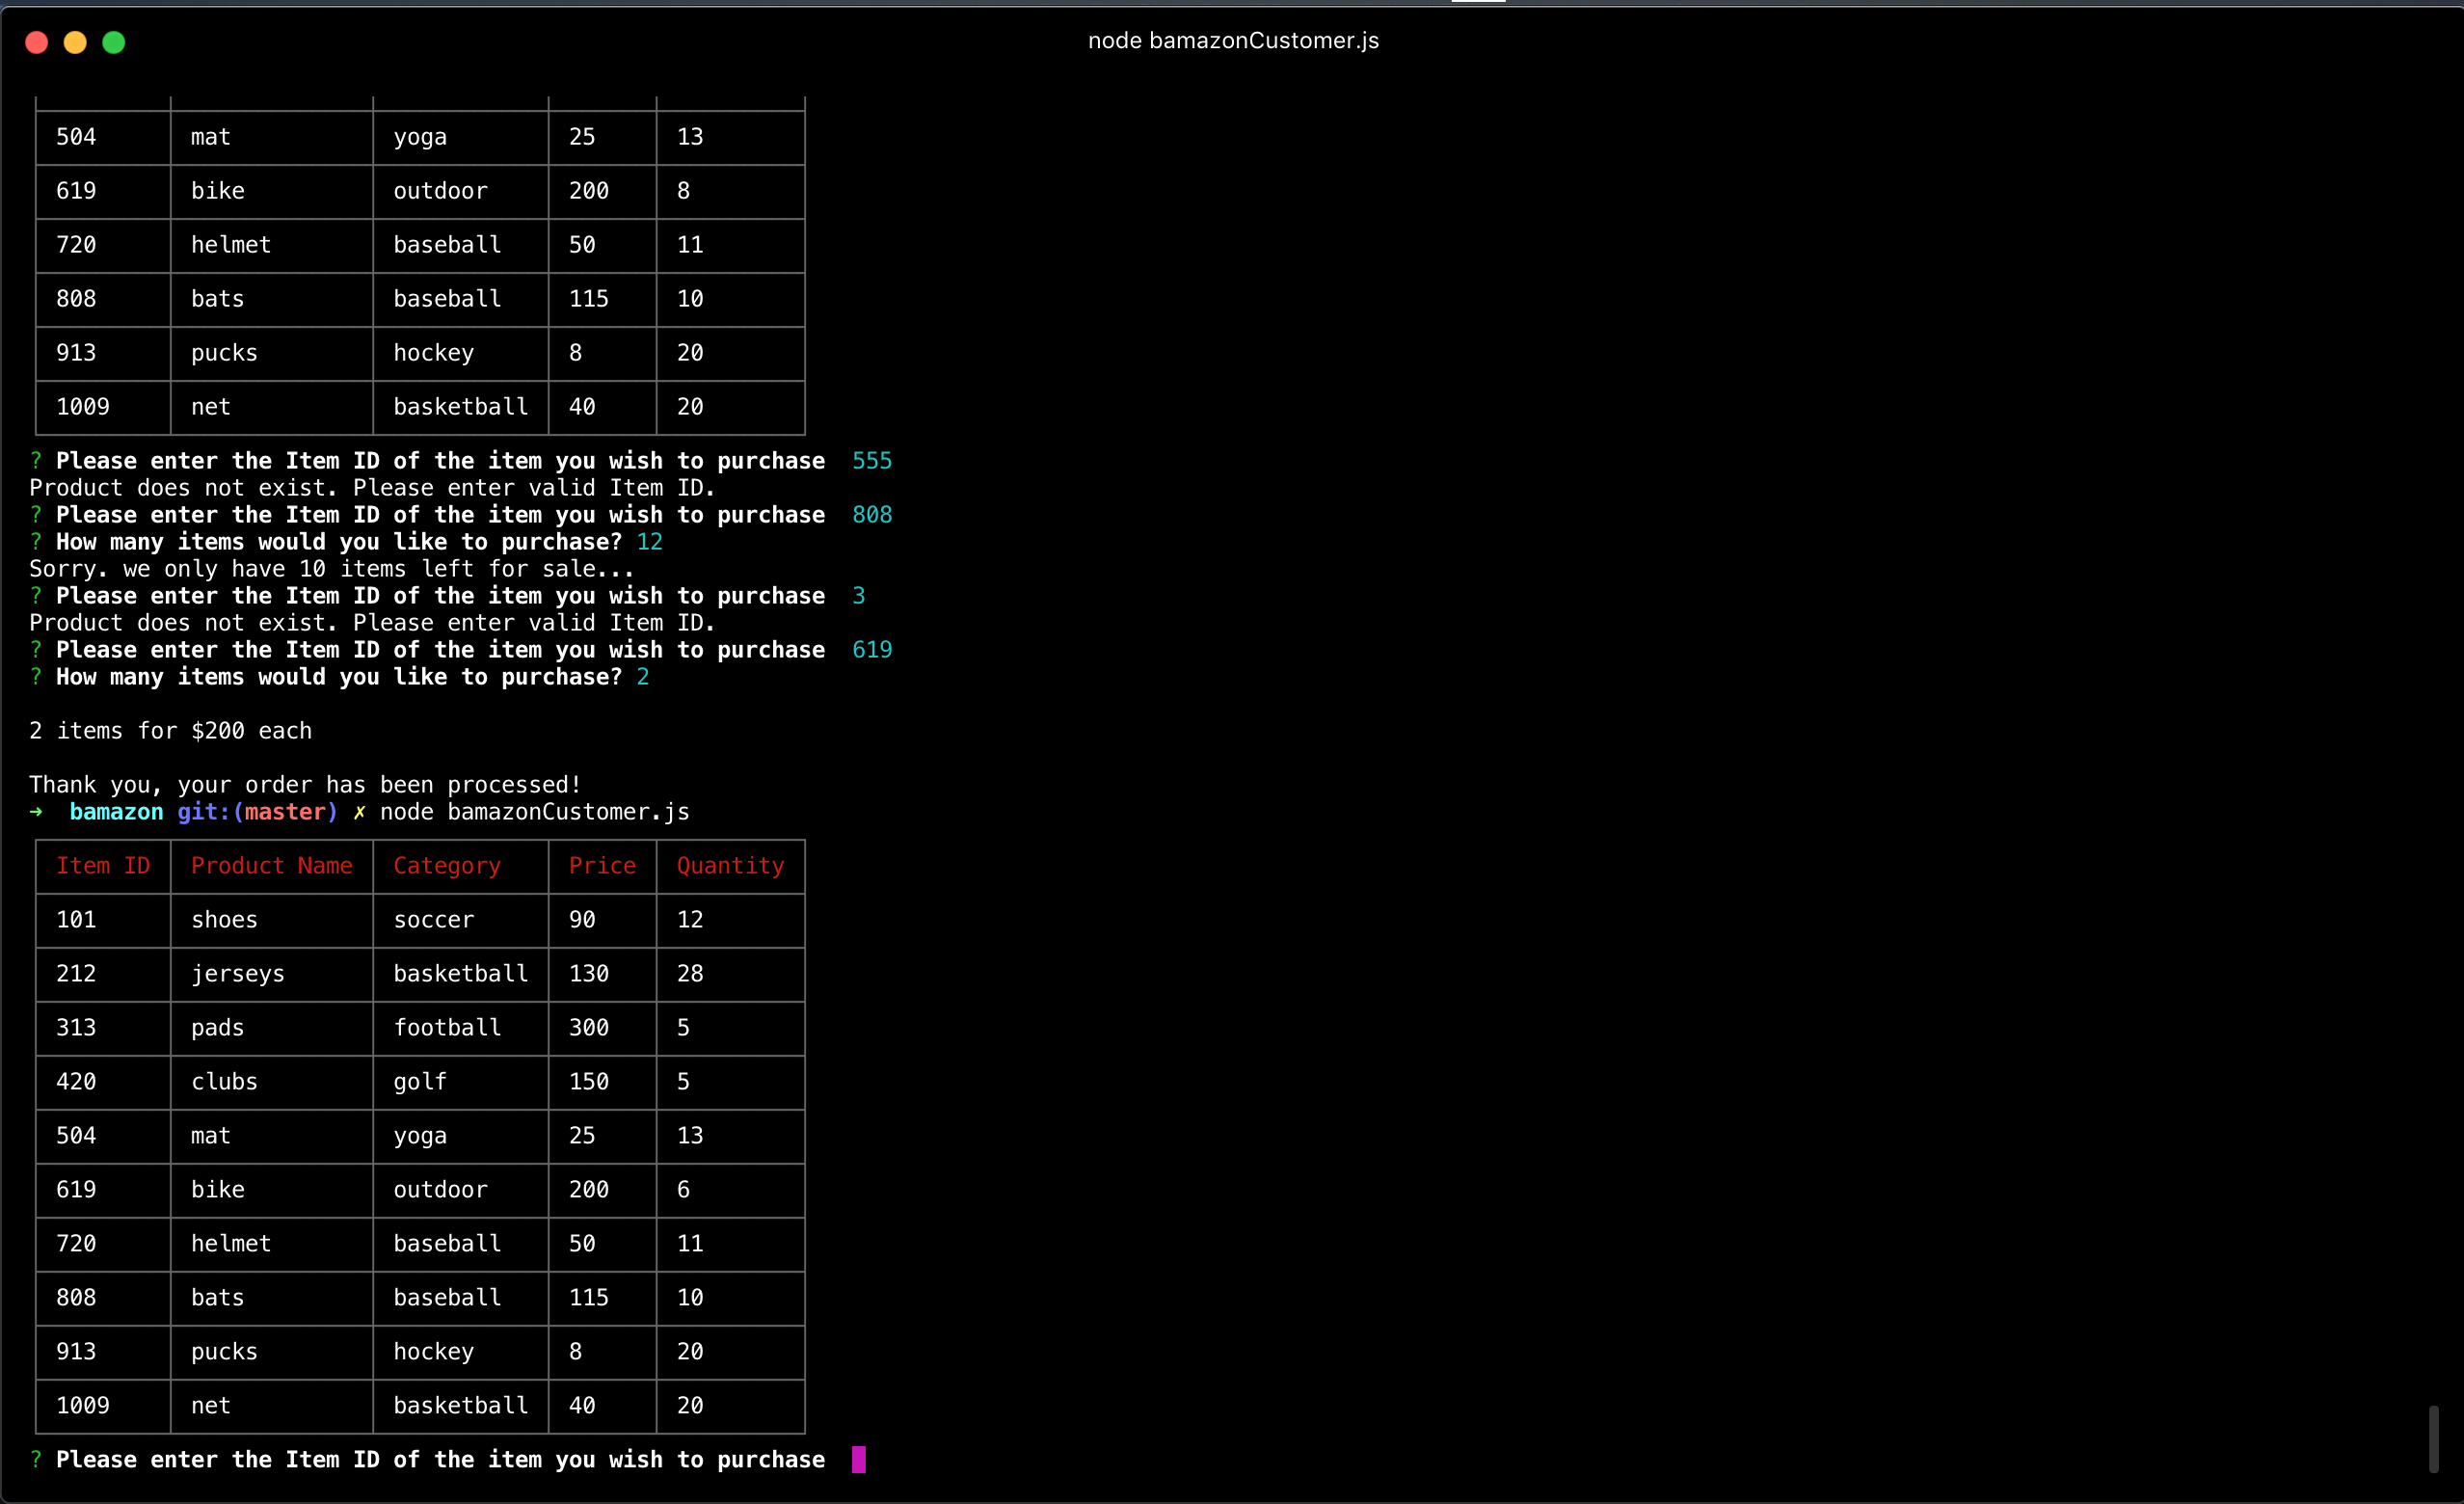 node bamazonCustomer.js
504 mat yoga 25 13
619 bike outdoor 200 8
720 helmet baseball 50 11
808 bats baseball 115 10
913 pucks hockey 8 20
1009 net basketball 40 20
? Please enter the Item ID of the item you wish to purchase 555
Product does not exist. Please enter valid Item ID.
? Please enter the Item ID of the item you wish to purchase 808
? How many items would you like to purchase? 12
Sorry. we only have 10 items left for sale...
? Please enter the Item ID of the item you wish to purchase 3
Product does not exist. Please enter valid Item ID.
? Please enter the Item ID of the item you wish to purchase 619
? How many items would you like to purchase? 2
2 items for $200 each
Thank you, your order has been processed!
➜ bamazon git:(master) ✗ node bamazonCustomer.js
Item ID Product Name Category Price Quantity
101 shoes soccer 90 12
212 jerseys basketball 130 28
313 pads football 300 5
420 clubs golf 150 5
504 mat yoga 25 13
619 bike outdoor 200 6
720 helmet baseball 50 11
808 bats baseball 115 10
913 pucks hockey 8 20
1009 net basketball 40 20
? Please enter the Item ID of the item you wish to purchase